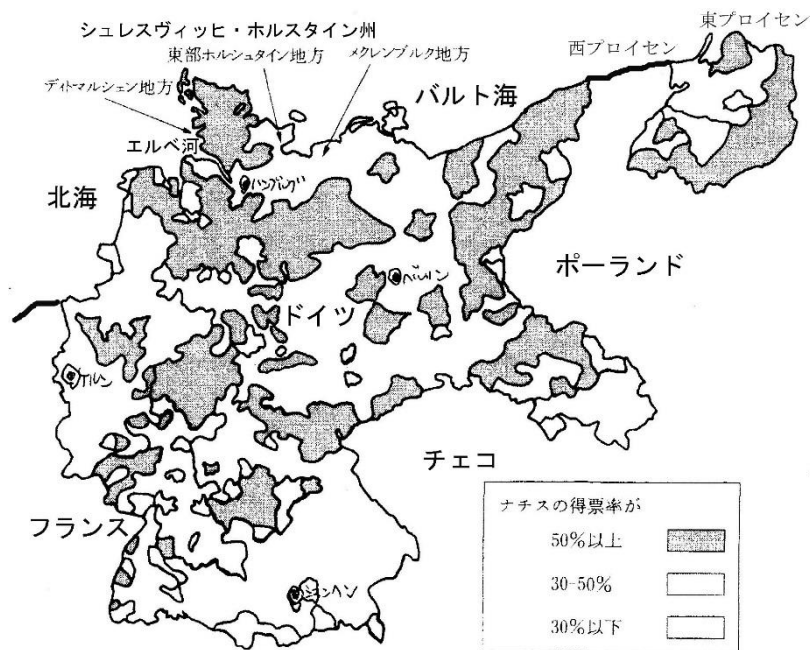 シュレスヴィッヒ・ホルスタイン州
東部ホルシュタイン地方
メクレンブルク地方
ディトマルシェン地方
西プロイセン
東プロイセン
バルト海
エルベ河
ハンブルグ
北海
ベルリン
ポーランド
ドイツ
ケルン
チェコ
フランス
ミュンヘン
ナチスの得票率が
50%以上
30-50%
30%以下